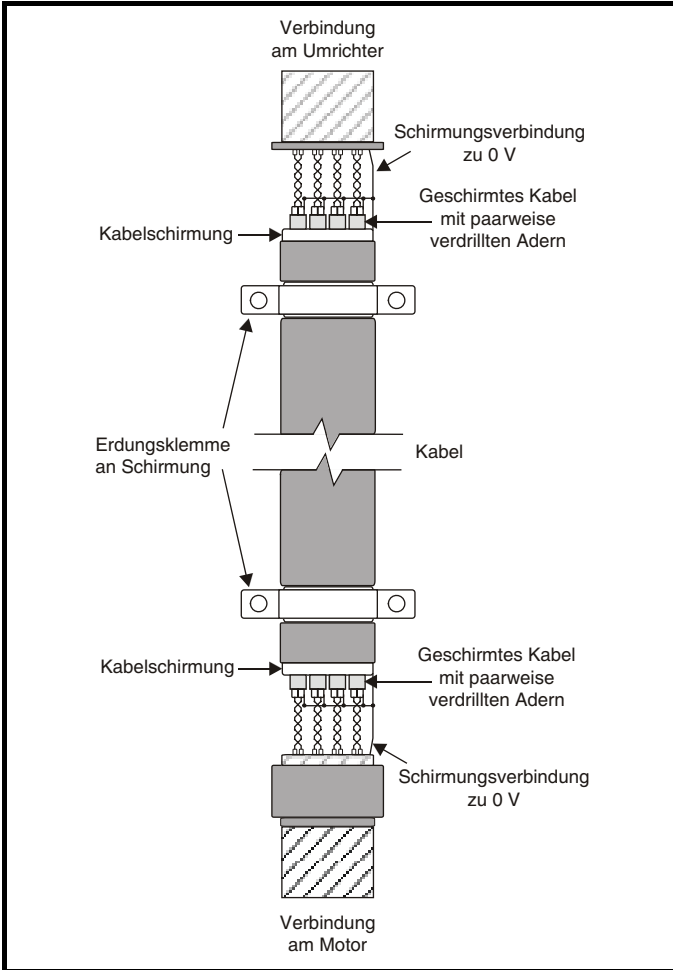 Verbindung
am Umrichter
Schirmungsverbindung
zu 0 V
Geschirmtes Kabel
mit paarweise
verdrillten Adern
Kabelschirmung
Erdungsklemme
an Schirmung
Kabel
Kabelschirmung
Geschirmtes Kabel
mit paarweise
verdrillten Adern
Schirmungsverbindung
zu 0 V
Verbindung
am Motor